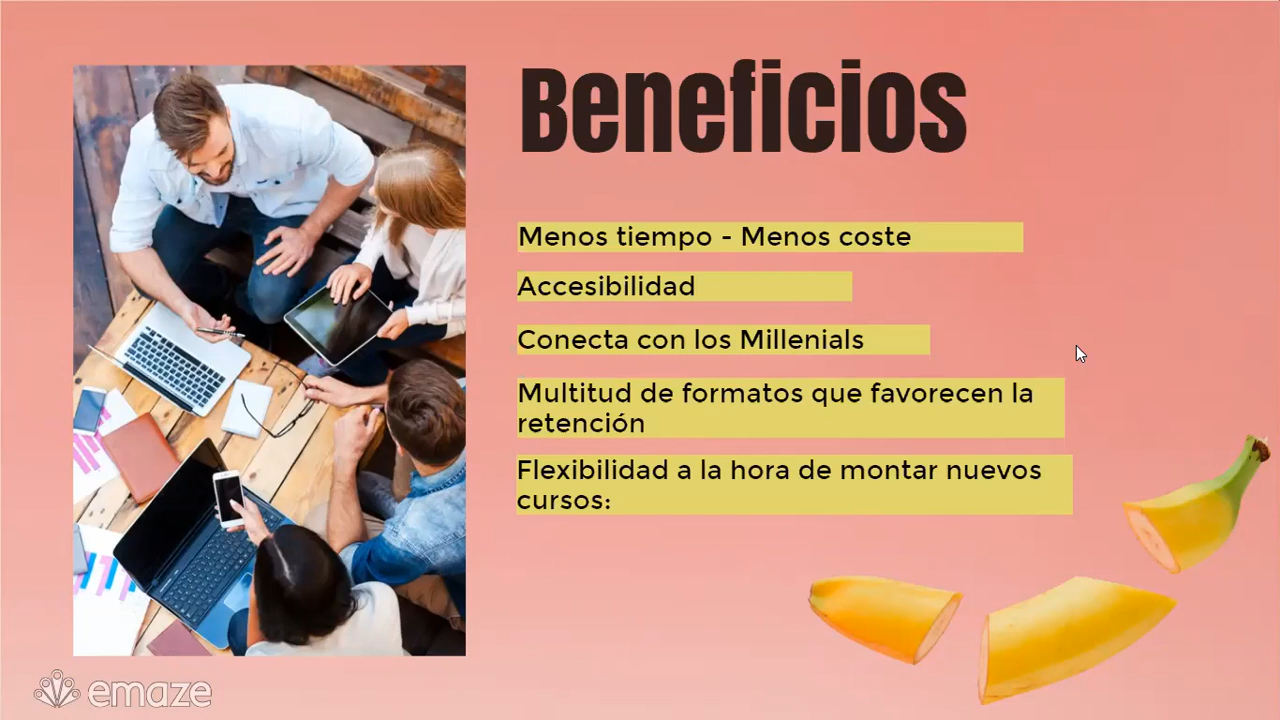 Beneficios
Menos tiempo - Menos coste
Accesibilidad
Conecta con los Millenials
Multitud de formatos que favorecen la
retención
Flexibilidad a la hora de montar nuevos
cursos:
emaze